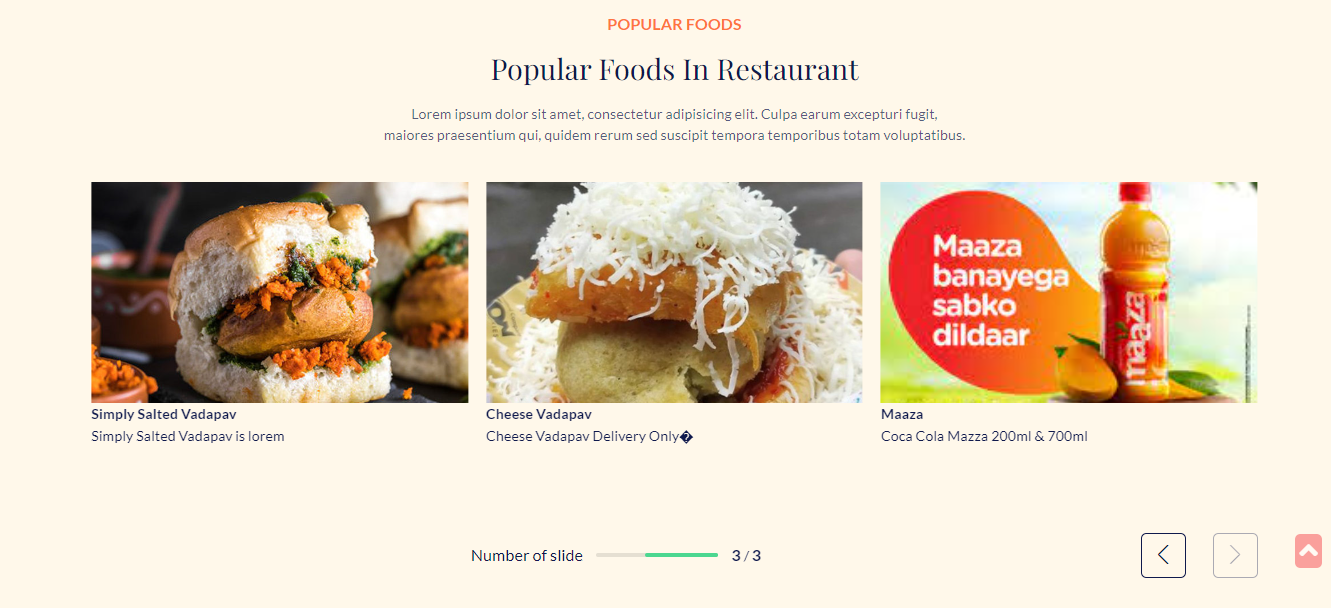 POPULAR FOODS
Popular Foods In Restaurant
Lorem ipsum dolor sit amet, consectetur adipisicing elit. Culpa earum excepturi fugit,
maiores praesentium qui, quidem rerum sed suscipit tempora temporibus totam voluptatibus.
Maaza
banayega
sabko
dildaar
maaza
Simply Salted Vadapav
Simply Salted Vadapav is lorem
Cheese Vadapav
Cheese Vadapav Delivery Only�
Maaza
Coca Cola Mazza 200ml & 700ml
Number of slide 3 / 3